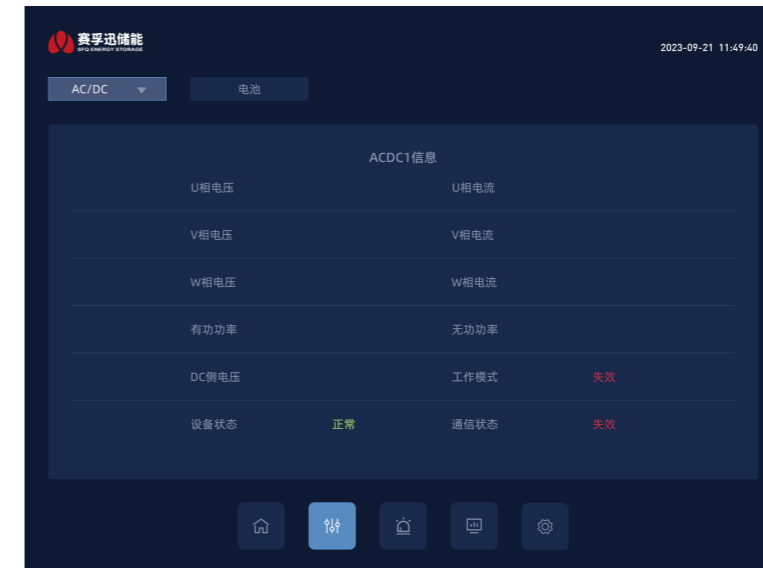 赛孚迅储能
SFQ ENERGY STORAGE
2023-09-21 11:49:40
AC/DC
电池
ACDC1信息
U相电压 U相电流
V相电压 V相电流
W相电压 W相电流
有功功率 无功功率
DC侧电压 工作模式 失效
设备状态 正常 通信状态 失效